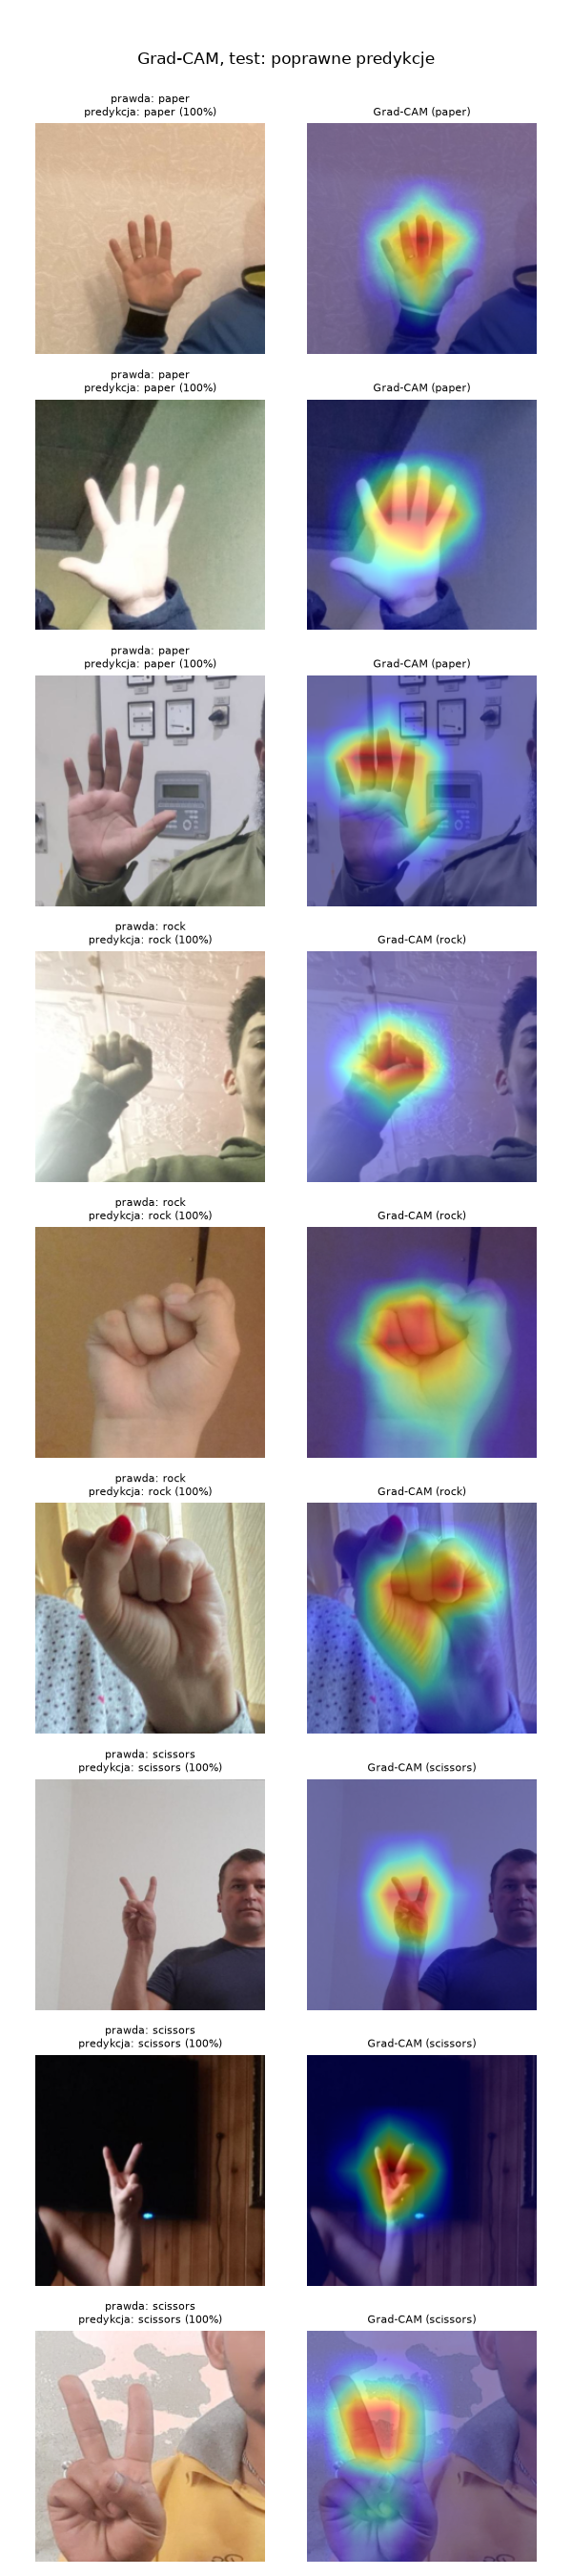 Grad-CAM, test: poprawne predykcje
prawda: paper
predykcja: paper (100%)
Grad-CAM (paper)
prawda: paper
predykcja: paper (100%)
Grad-CAM (paper)
prawda: paper
predykcja: paper (100%)
Grad-CAM (paper)
prawda: rock
predykcja: rock (100%)
Grad-CAM (rock)
prawda: rock
predykcja: rock (100%)
Grad-CAM (rock)
prawda: rock
predykcja: rock (100%)
Grad-CAM (rock)
prawda: scissors
predykcja: scissors (100%)
Grad-CAM (scissors)
prawda: scissors
predykcja: scissors (100%)
Grad-CAM (scissors)
prawda: scissors
predykcja: scissors (100%)
Grad-CAM (scissors)